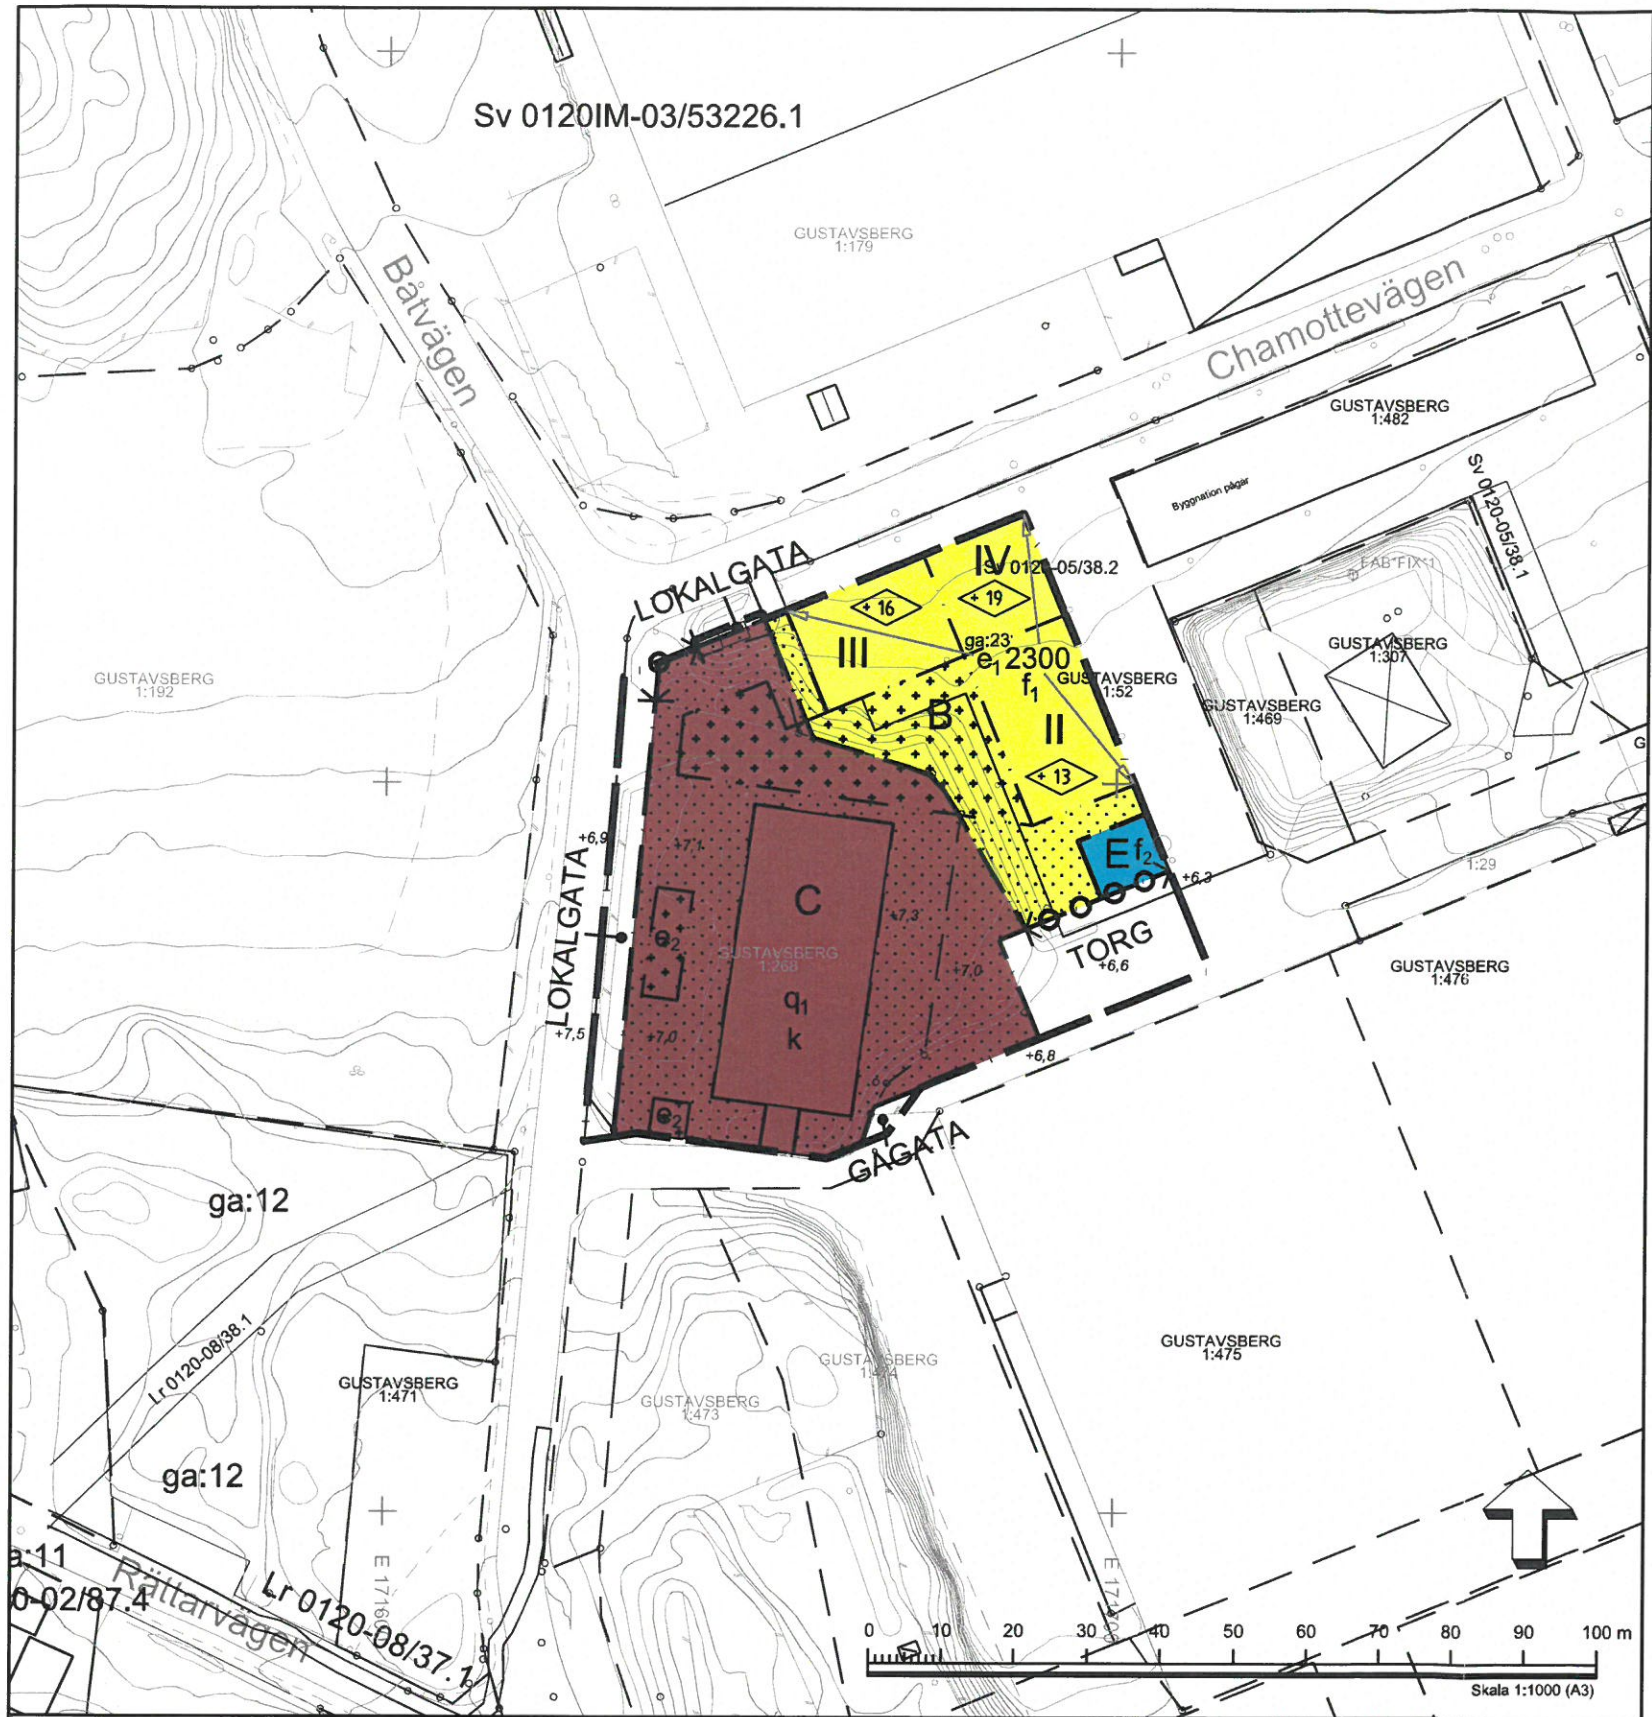 Sv 0120IM-03/53226.1
GUSTAVSBERG
1:179
Båtvägen
Chamottevägen
GUSTAVSBERG
1:482
Byggnation pågår
Sv 0120-05/38.1
LOKALGATA
IV
Sv 0120-05/38.2
+ 16
+ 19
III
ga:23
e1 2300
f1
GUSTAVSBERG
1:52
GUSTAVSBERG
1:307
GUSTAVSBERG
1:192
GUSTAVSBERG
1:469
B
II
+ 13
+6,9
+7,1
E
f2
+6,3
1:29
LOKALGATA
C
+7,3
e2
GUSTAVSBERG
1:268
TORG
+6,6
+7,0
GUSTAVSBERG
1:476
q1
+7,5
+7,0
k
+6,8
e2
GÅGATA
ga:12
Lr 0120-08/38.1
GUSTAVSBERG
1:471
GUSTAVSBERG
1:474
GUSTAVSBERG
1:475
GUSTAVSBERG
1:473
ga:12
a:11
0-02/87.4
Rättarvägen
Lr 0120-08/37.1
0 10 20 30 40 50 60 70 80 90 100 m
Skala 1:1000 (A3)